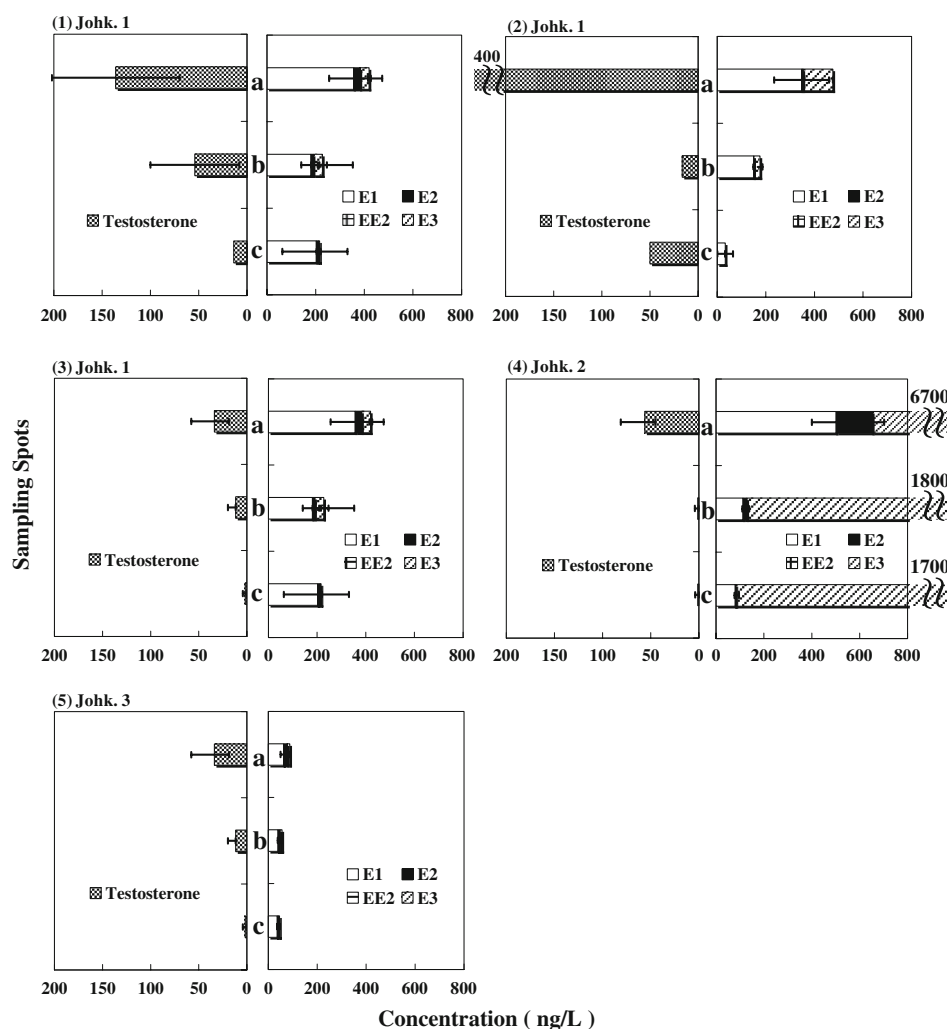 (1) Johk. 1
a
b
c
Testosterone
E1 E2
EE2 E3
200 150 100 50 0 0 200 400 600 800
(2) Johk. 1
400
a
b
c
Testosterone
E1 E2
EE2 E3
200 150 100 50 0 0 200 400 600 800
(3) Johk. 1
a
b
c
Testosterone
E1 E2
EE2 E3
200 150 100 50 0 0 200 400 600 800
(4) Johk. 2
6700
a
1800
b
1700
c
Testosterone
E1 E2
EE2 E3
200 150 100 50 0 0 200 400 600 800
(5) Johk. 3
a
b
c
Testosterone
E1 E2
EE2 E3
200 150 100 50 0 0 200 400 600 800
Sampling Spots
Concentration ( ng/L )